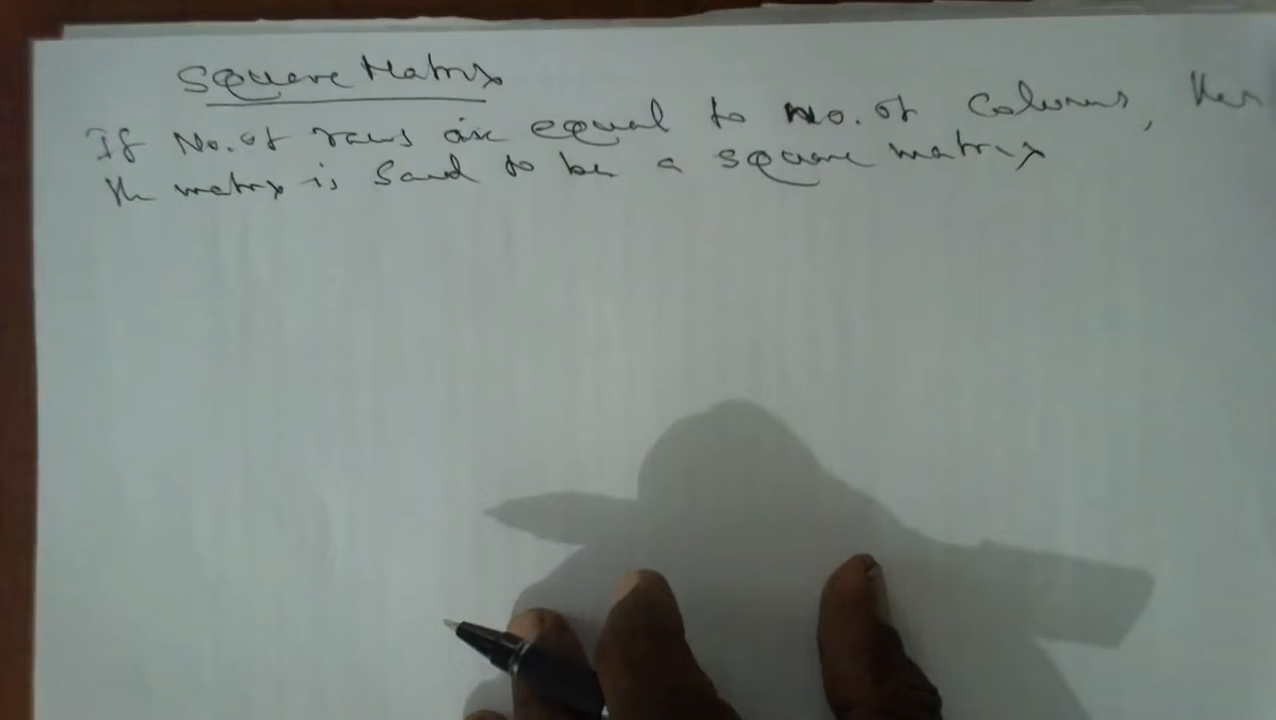 Square Matrix
If No. of rows are equal to no. of columns, then
the matrix is said to be a square matrix